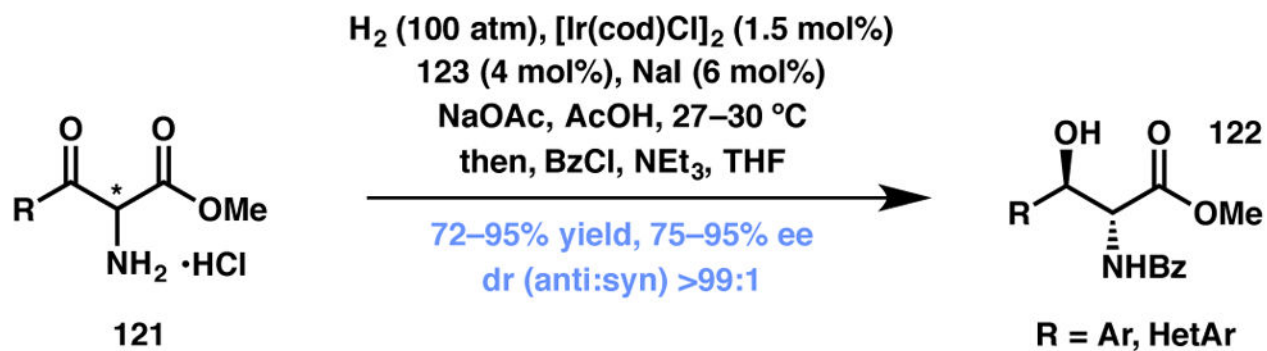 H2 (100 atm), [Ir(cod)Cl]2 (1.5 mol%)
123 (4 mol%), NaI (6 mol%)
NaOAc, AcOH, 27–30 ºC
then, BzCl, NEt3, THF
72–95% yield, 75–95% ee
dr (anti:syn) >99:1
O O
R * OMe
NH2 •HCl
121
OH O 122
R OMe
NHBz
R = Ar, HetAr